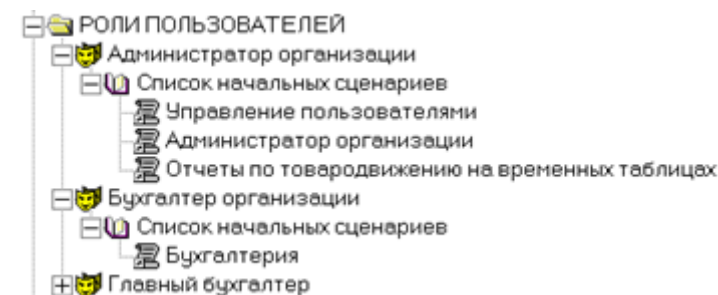 РОЛИ ПОЛЬЗОВАТЕЛЕЙ
Администратор организации
Список начальных сценариев
Управление пользователями
Администратор организации
Отчеты по товародвижению на временных таблицах
Бухгалтер организации
Список начальных сценариев
Бухгалтерия
Главный бухгалтер